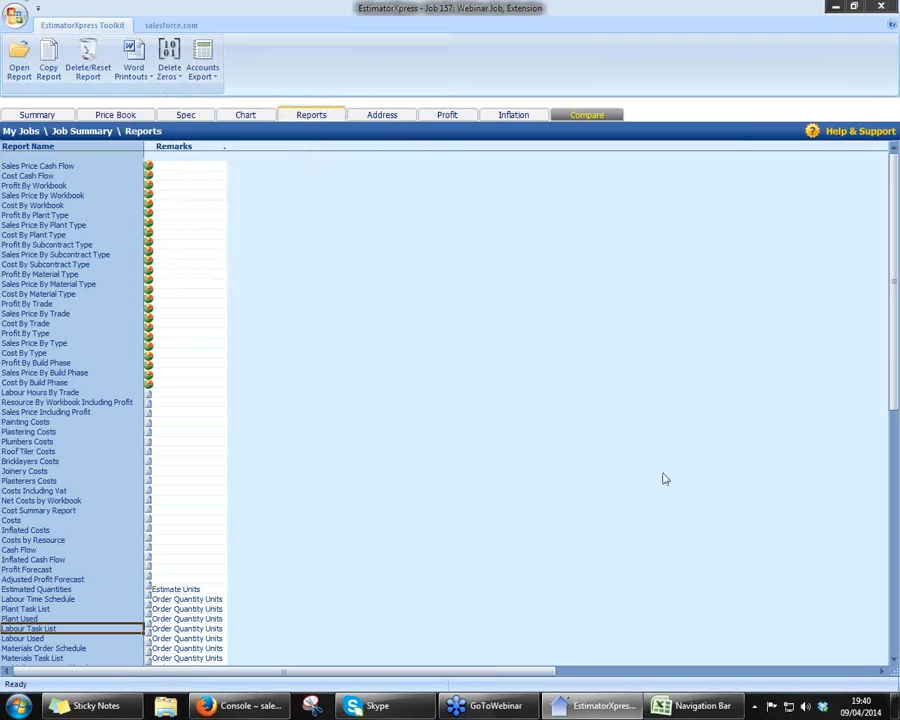 EstimatorXpress - Job 157: Webinar Job, Extension
EstimatorXpress Toolkit
salesforce.com
Open Report
Copy Report
Delete/Reset Report
Word Printouts
Delete Zeros
Accounts Export
Summary
Price Book
Spec
Chart
Reports
Address
Profit
Inflation
Compare
My Jobs \ Job Summary \ Reports
Help & Support
Report Name
Remarks
.
Sales Price Cash Flow
Cost Cash Flow
Profit By Workbook
Sales Price By Workbook
Cost By Workbook
Profit By Plant Type
Sales Price By Plant Type
Cost By Plant Type
Profit By Subcontract Type
Sales Price By Subcontract Type
Cost By Subcontract Type
Profit By Material Type
Sales Price By Material Type
Cost By Material Type
Profit By Trade
Sales Price By Trade
Cost By Trade
Profit By Type
Sales Price By Type
Cost By Type
Profit By Build Phase
Sales Price By Build Phase
Cost By Build Phase
Labour Hours By Trade
Resource By Workbook Including Profit
Sales Price Including Profit
Painting Costs
Plastering Costs
Plumbers Costs
Roof Tiler Costs
Bricklayers Costs
Joinery Costs
Plasterers Costs
Costs Including Vat
Net Costs by Workbook
Cost Summary Report
Costs
Inflated Costs
Costs by Resource
Cash Flow
Inflated Cash Flow
Profit Forecast
Adjusted Profit Forecast
Estimated Quantities Estimate Units
Labour Time Schedule Order Quantity Units
Plant Task List Order Quantity Units
Plant Used Order Quantity Units
Labour Task List Order Quantity Units
Labour Used Order Quantity Units
Materials Order Schedule Order Quantity Units
Materials Task List Order Quantity Units
Ready
Sticky Notes
Console ~ sale...
Skype
GoToWebinar
EstimatorXpres...
Navigation Bar
19:40
09/04/2014